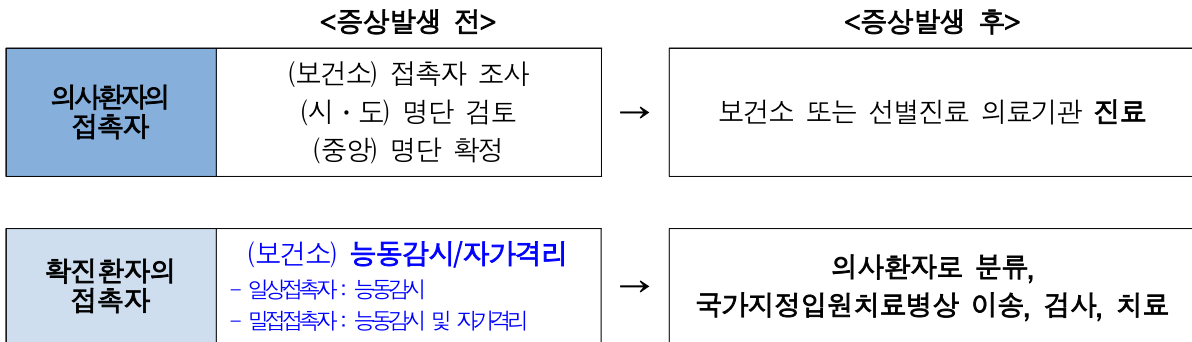 <증상발생 전>
<증상발생 후>
의사환자의
접촉자
(보건소) 접촉자 조사
(시・도) 명단 검토
(중앙) 명단 확정
→
보건소 또는 선별진료 의료기관 진료
확진환자의
접촉자
(보건소) 능동감시/자가격리
- 일상접촉자 : 능동감시
- 밀접접촉자 : 능동감시 및 자가격리
→
의사환자로 분류,
국가지정입원치료병상 이송, 검사, 치료